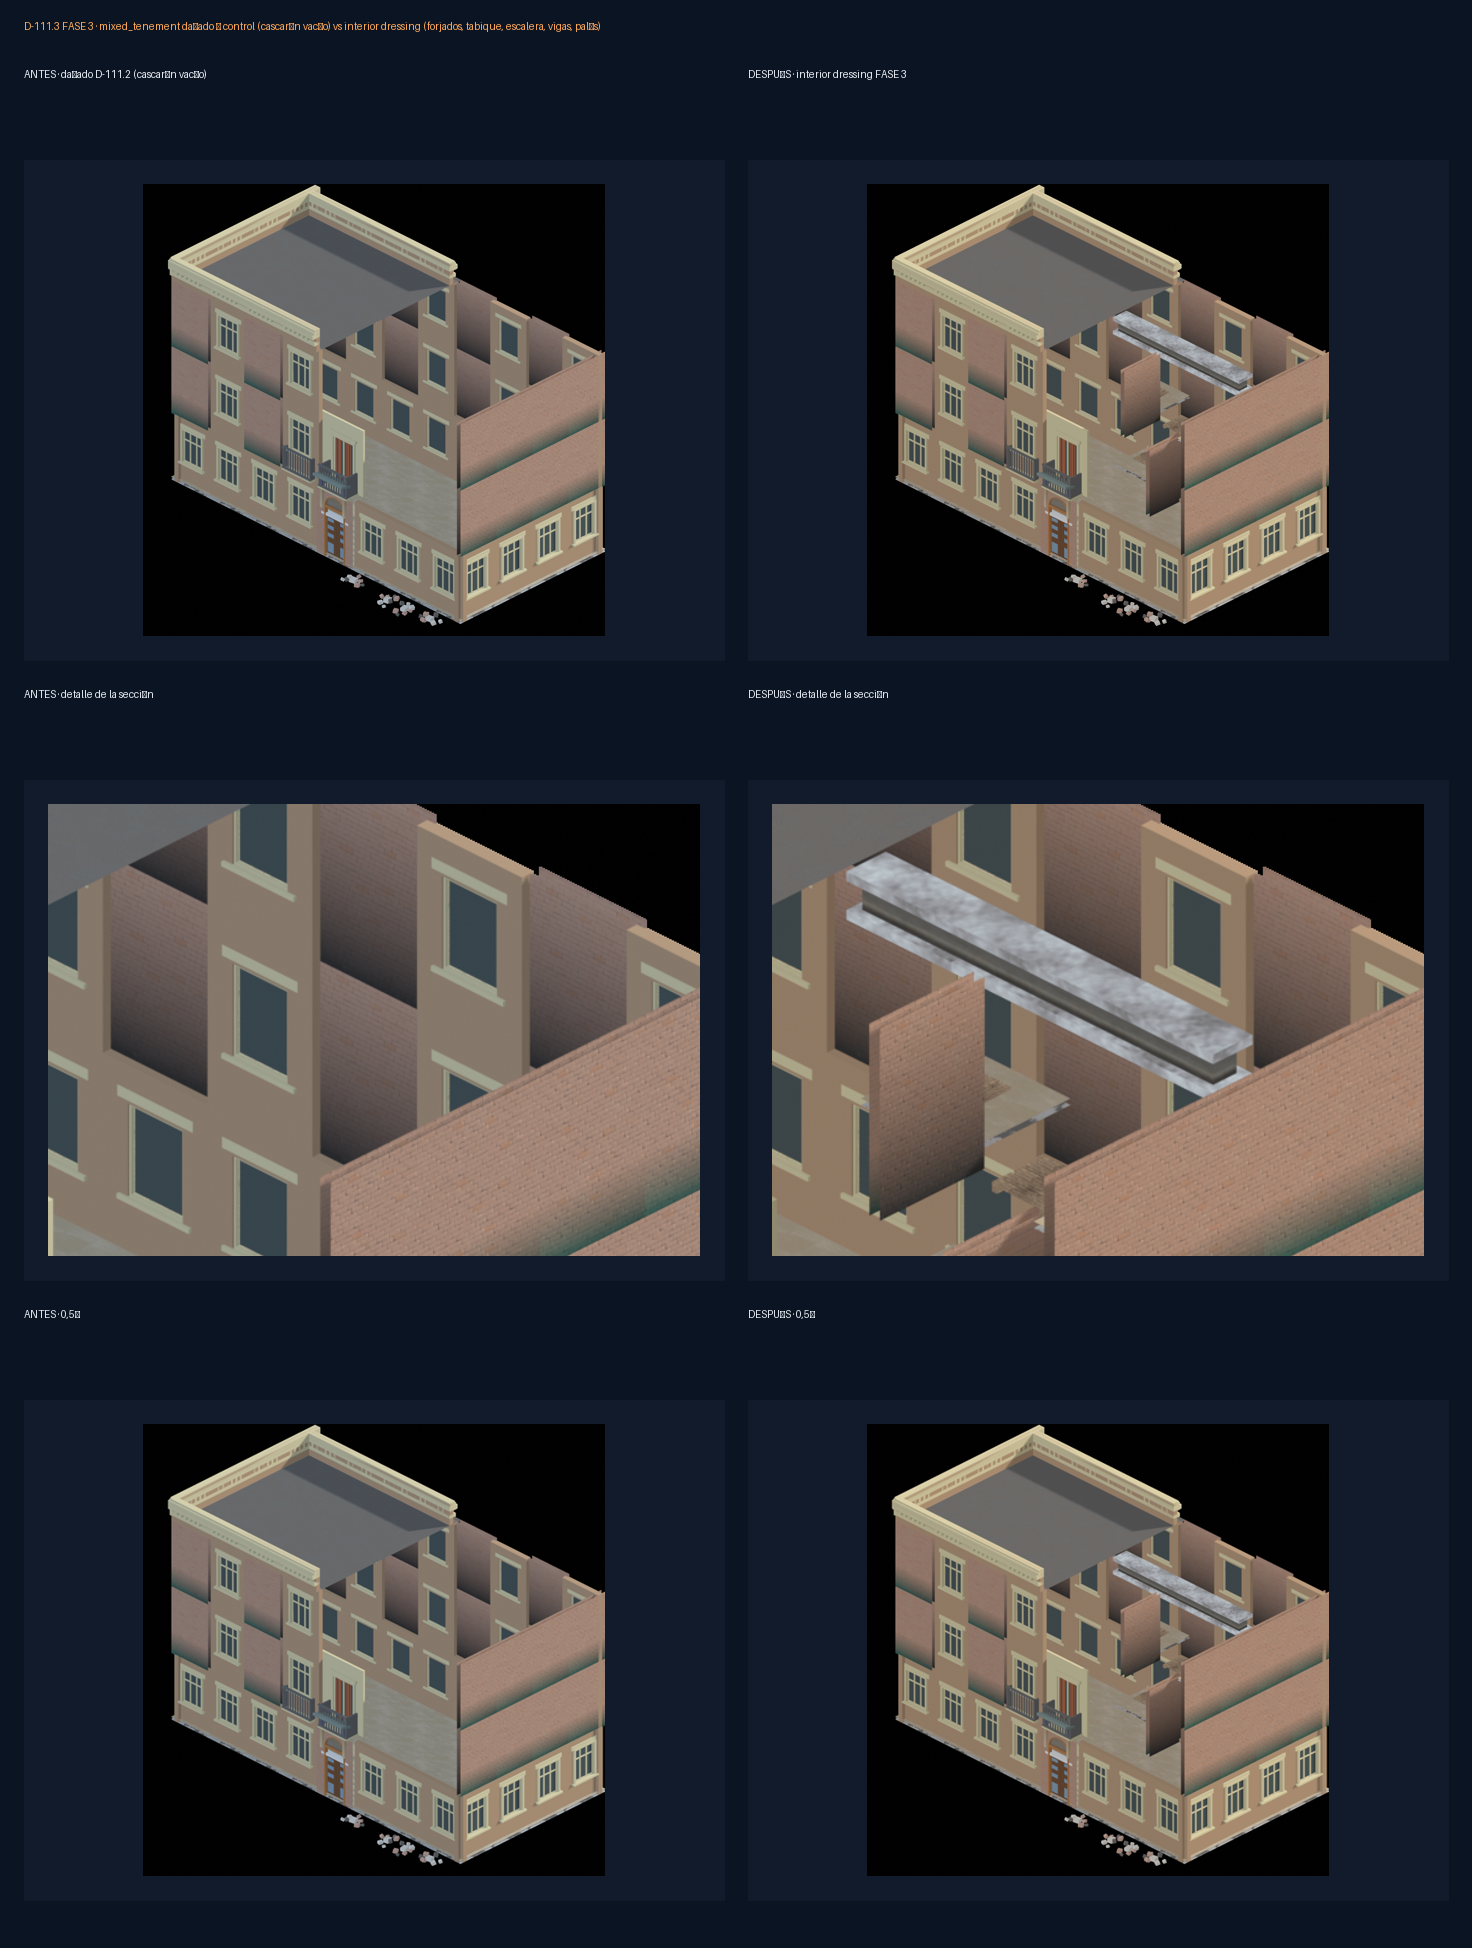 D-111.3 FASE 3 · mixed_tenement da▯ado ▯ control (cascar▯n vac▯o) vs interior dressing (forjados, tabique, escalera, vigas, pal▯s)
ANTES · da▯ado D-111.2 (cascar▯n vac▯o)
DESPU▯S · interior dressing FASE 3
ANTES · detalle de la secci▯n
DESPU▯S · detalle de la secci▯n
ANTES · 0,5▯
DESPU▯S · 0,5▯